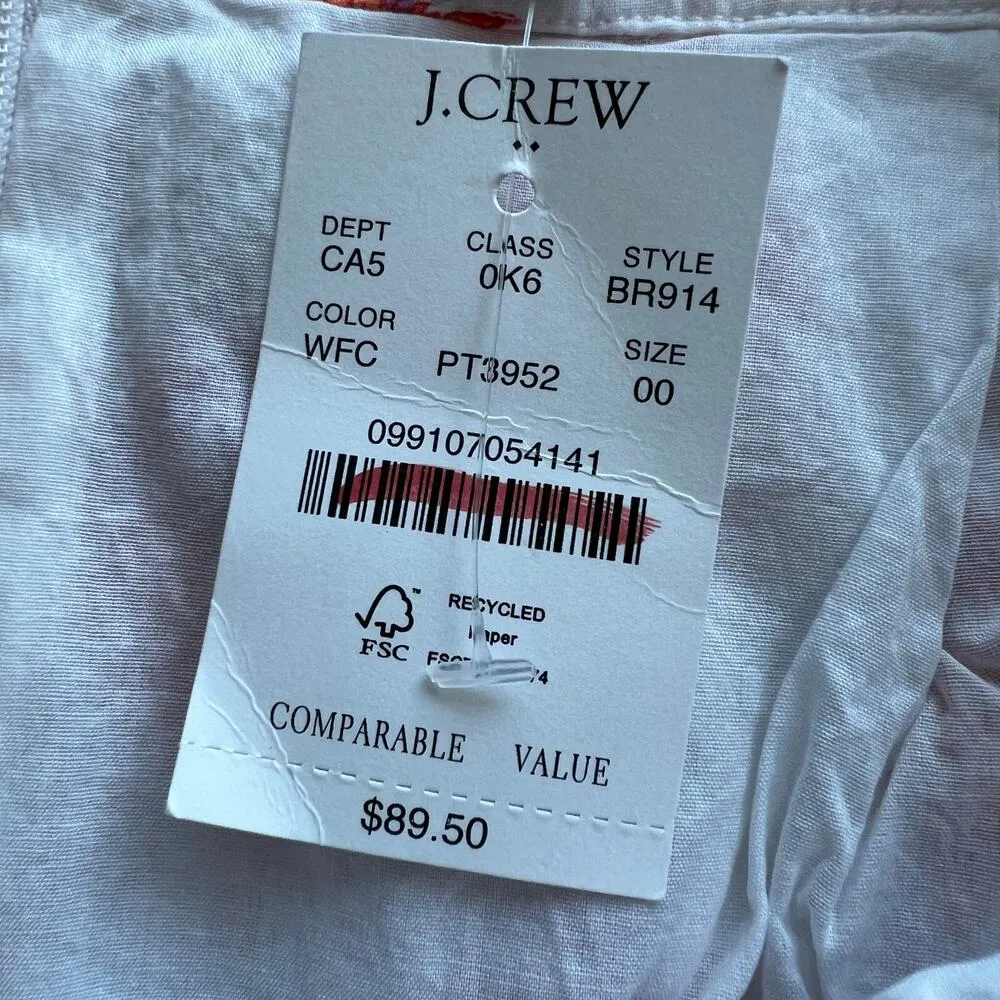 J.CREW
DEPT CLASS STYLE
CA5 0K6 BR914
COLOR SIZE
WFC PT3952 00
099107054141
RECYCLED
FSC
COMPARABLE VALUE
$89.50